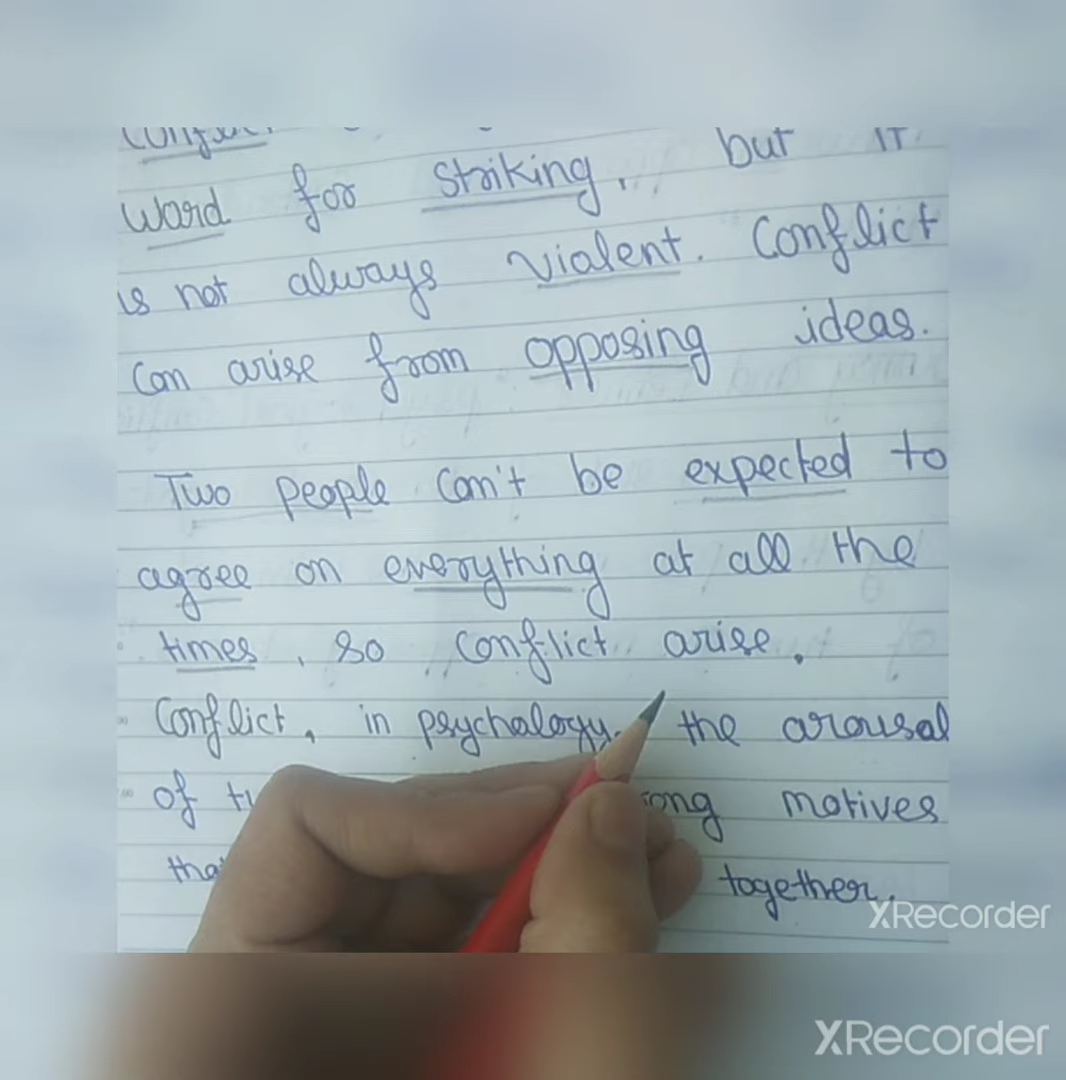 word for striking, but it
is not always violent. Conflict
can arise from opposing ideas.
Two people can't be expected to
agree on everything at all the
times, so conflict arise.
Conflict, in psychology, the arousal
of motives
together.
XRecorder
XRecorder